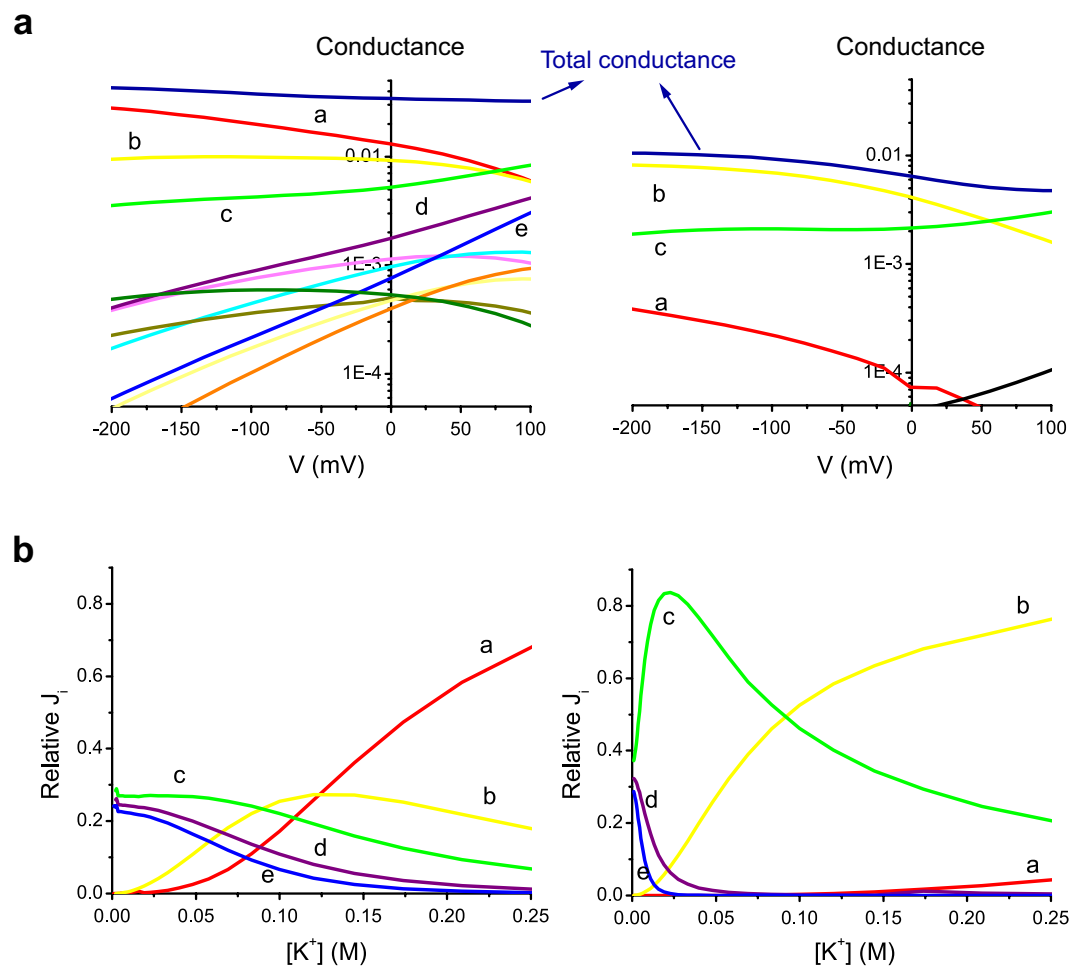 a
Conductance
Conductance
Total conductance
a
b
c
d
e
0.01
1E-3
1E-4
-200 -150 -100 -50 0 50 100
V (mV)
b
c
a
0.01
1E-3
1E-4
-200 -150 -100 -50 0 50 100
V (mV)
b
0.8
0.6
0.4
0.2
0.0
Relative Ji
a
b
c
d
e
0.00 0.05 0.10 0.15 0.20 0.25
[K+] (M)
0.8
0.6
0.4
0.2
0.0
Relative Ji
b
c
d
e
a
0.00 0.05 0.10 0.15 0.20 0.25
[K+] (M)